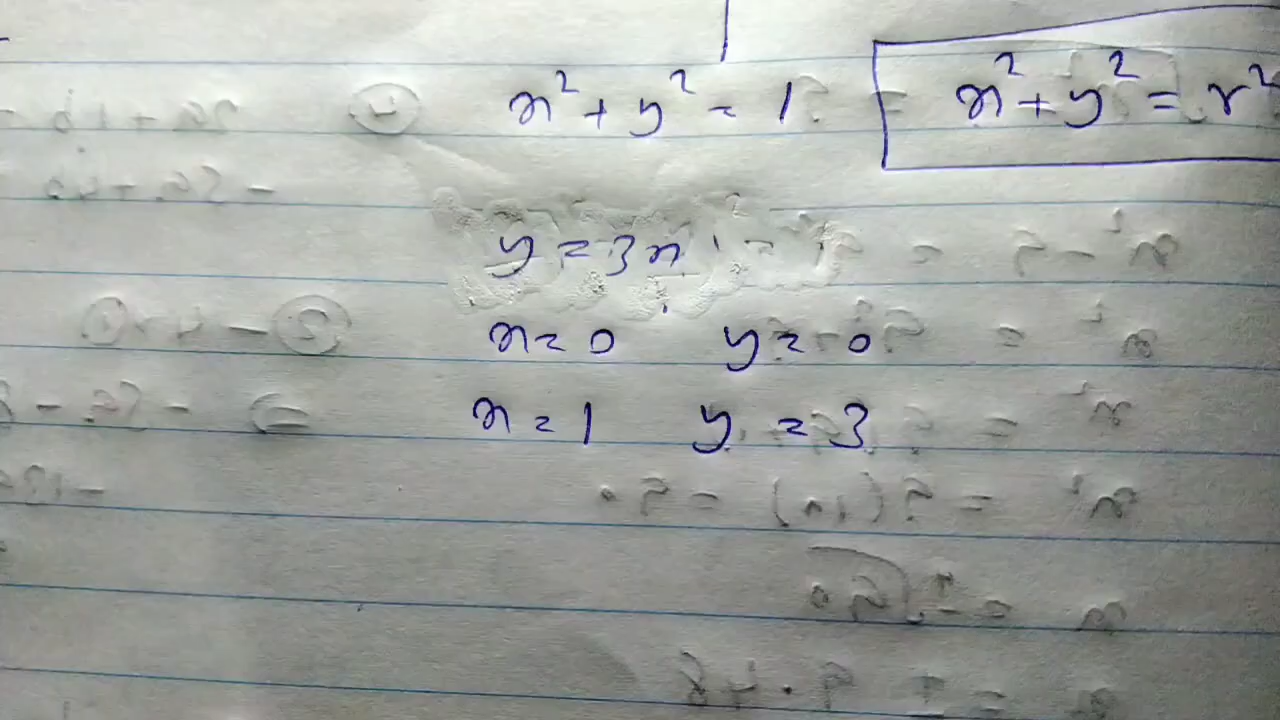 x² + y² = 1
x² + y² = r²
y = 3x
x = 0 y = 0
x = 1 y = 3